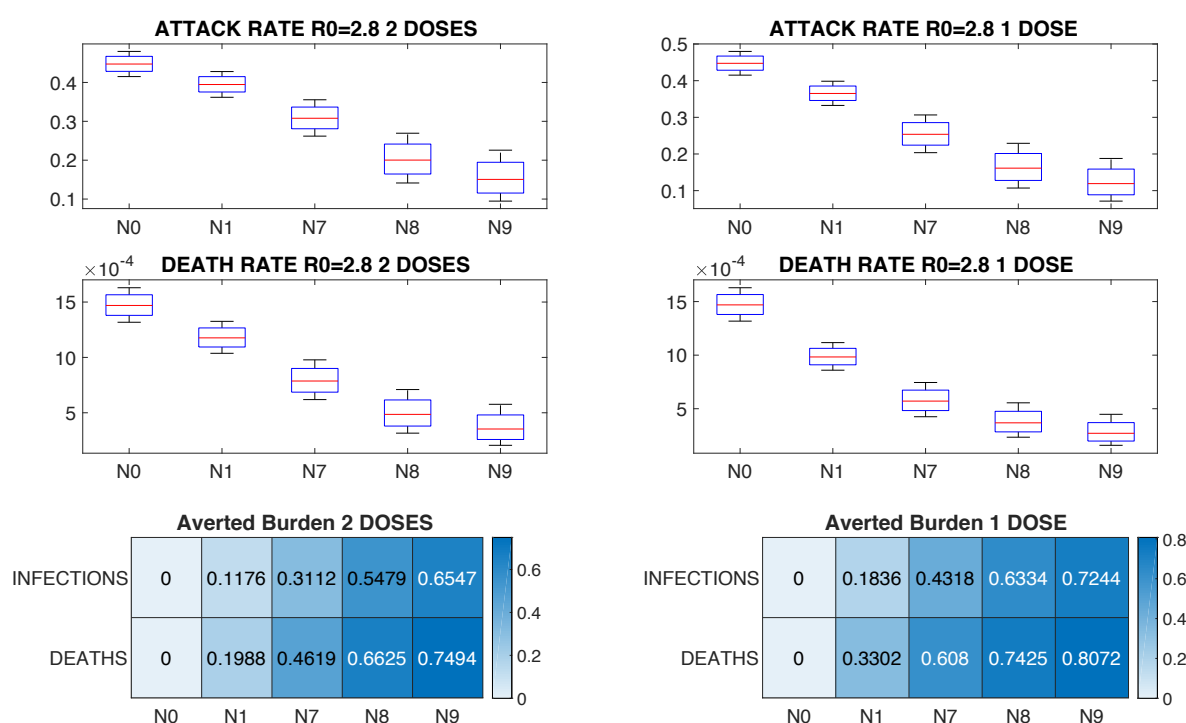 ATTACK RATE R0=2.8 2 DOSES
0.4
0.3
0.2
0.1
N0 N1 N7 N8 N9
ATTACK RATE R0=2.8 1 DOSE
0.5
0.4
0.3
0.2
0.1
N0 N1 N7 N8 N9
×10-4
DEATH RATE R0=2.8 2 DOSES
15
10
5
N0 N1 N7 N8 N9
×10-4
DEATH RATE R0=2.8 1 DOSE
15
10
5
N0 N1 N7 N8 N9
Averted Burden 2 DOSES
INFECTIONS 0 0.1176 0.3112 0.5479 0.6547
DEATHS 0 0.1988 0.4619 0.6625 0.7494
N0 N1 N7 N8 N9
0.6
0.4
0.2
0
Averted Burden 1 DOSE
INFECTIONS 0 0.1836 0.4318 0.6334 0.7244
DEATHS 0 0.3302 0.608 0.7425 0.8072
N0 N1 N7 N8 N9
0.8
0.6
0.4
0.2
0